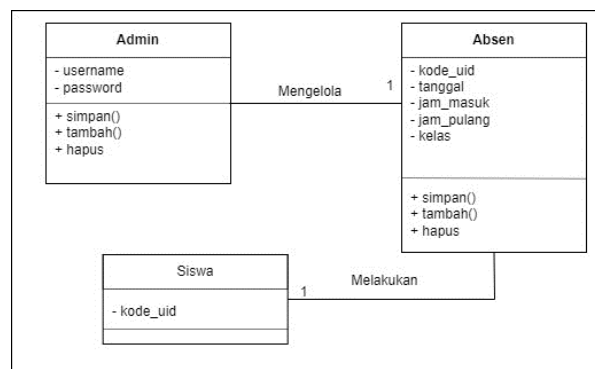 Admin
- username
- password
+ simpan()
+ tambah()
+ hapus
Mengelola
1
Absen
- kode_uid
- tanggal
- jam_masuk
- jam_pulang
- kelas
+ simpan()
+ tambah()
+ hapus
Siswa
- kode_uid
1
Melakukan